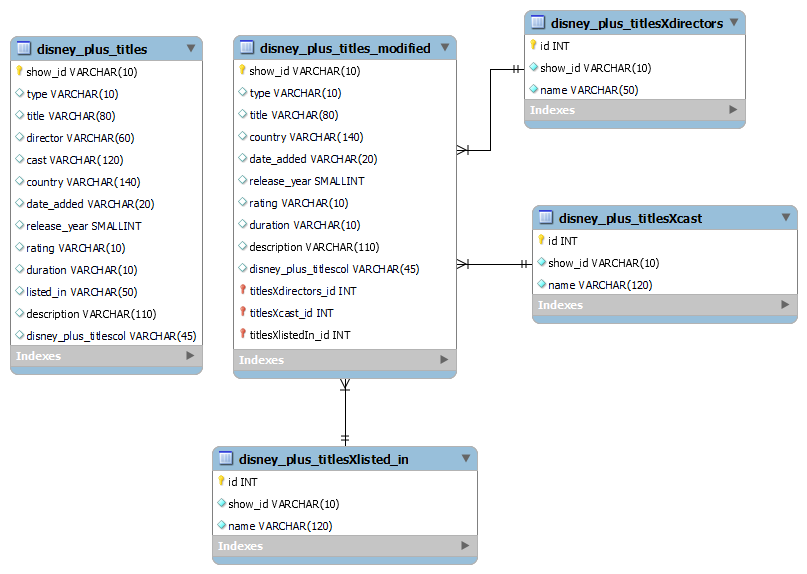 disney_plus_titles
show_id VARCHAR(10)
type VARCHAR(10)
title VARCHAR(80)
director VARCHAR(60)
cast VARCHAR(120)
country VARCHAR(140)
date_added VARCHAR(20)
release_year SMALLINT
rating VARCHAR(10)
duration VARCHAR(10)
listed_in VARCHAR(50)
description VARCHAR(110)
disney_plus_titlescol VARCHAR(45)
Indexes
disney_plus_titles_modified
show_id VARCHAR(10)
type VARCHAR(10)
title VARCHAR(80)
country VARCHAR(140)
date_added VARCHAR(20)
release_year SMALLINT
rating VARCHAR(10)
duration VARCHAR(10)
description VARCHAR(110)
disney_plus_titlescol VARCHAR(45)
titlesXdirectors_id INT
titlesXcast_id INT
titlesXlistedIn_id INT
Indexes
disney_plus_titlesXdirectors
id INT
show_id VARCHAR(10)
name VARCHAR(50)
Indexes
disney_plus_titlesXcast
id INT
show_id VARCHAR(10)
name VARCHAR(120)
Indexes
disney_plus_titlesXlisted_in
id INT
show_id VARCHAR(10)
name VARCHAR(120)
Indexes